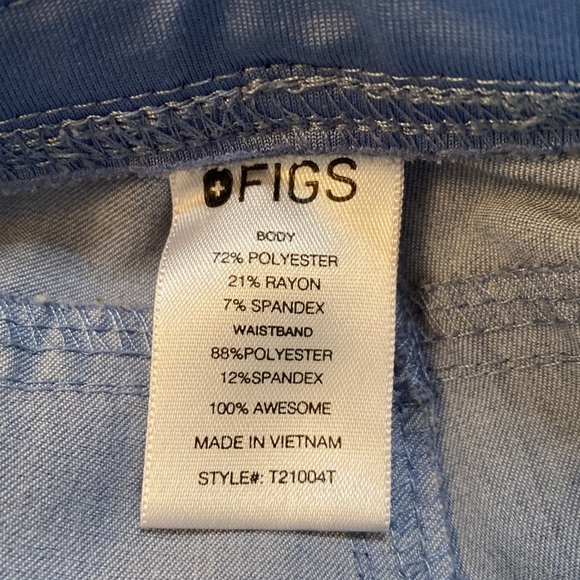 FIGS
BODY
72% POLYESTER
21% RAYON
7% SPANDEX
WAISTBAND
88%POLYESTER
12%SPANDEX
100% AWESOME
MADE IN VIETNAM
STYLE#: T21004T